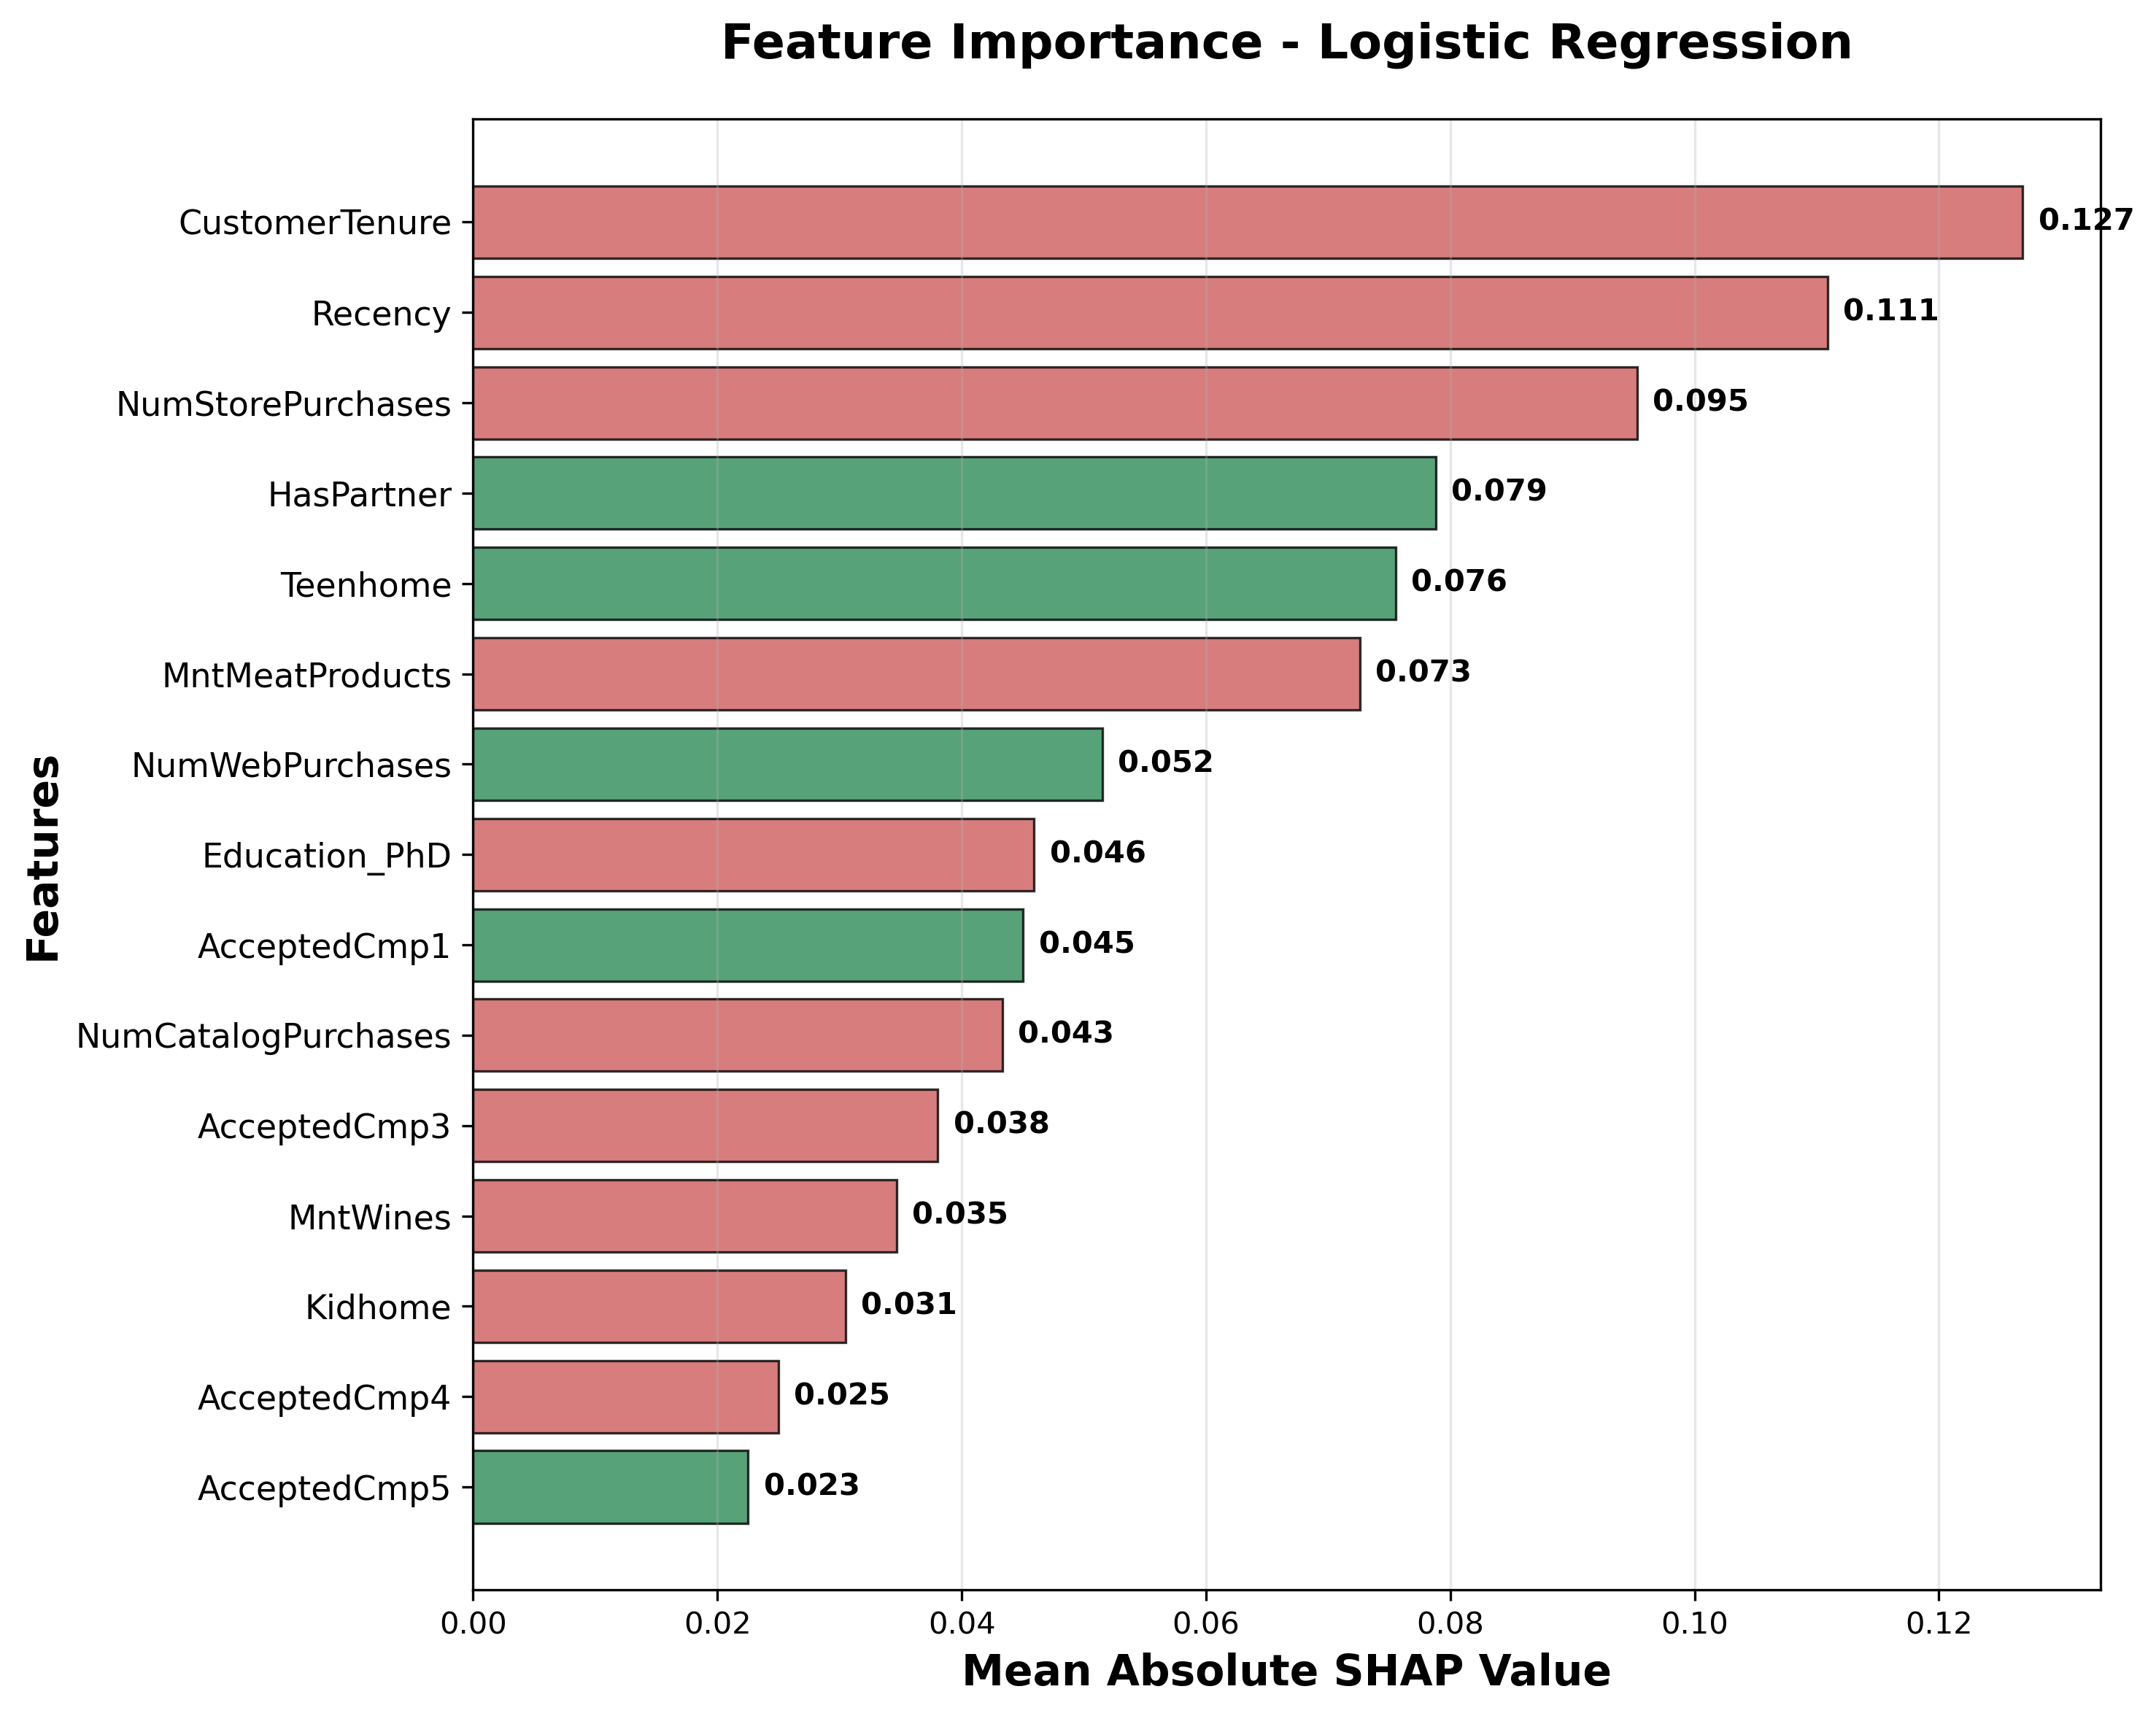 Feature Importance - Logistic Regression
CustomerTenure 0.127
Recency 0.111
NumStorePurchases 0.095
HasPartner 0.079
Teenhome 0.076
MntMeatProducts 0.073
NumWebPurchases 0.052
Education_PhD 0.046
AcceptedCmp1 0.045
NumCatalogPurchases 0.043
AcceptedCmp3 0.038
MntWines 0.035
Kidhome 0.031
AcceptedCmp4 0.025
AcceptedCmp5 0.023
Features
0.00 0.02 0.04 0.06 0.08 0.10 0.12
Mean Absolute SHAP Value